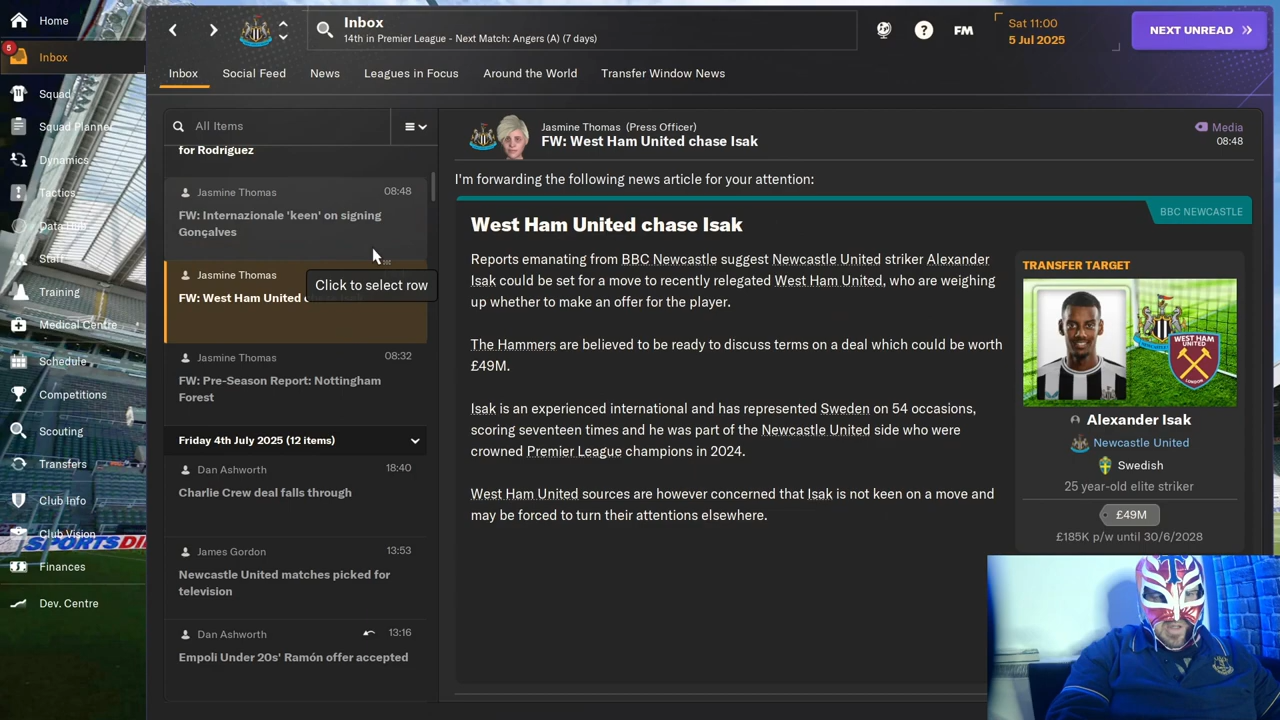 Home
5
Inbox
Squad
Squad Planner
Dynamics
Tactics
Data Hub
Staff
Training
Medical Centre
Schedule
Competitions
Scouting
Transfers
Club Info
Club Vision
SPORTS DI
Finances
Dev. Centre
Inbox
14th in Premier League - Next Match: Angers (A) (7 days)
?
FM
Sat 11:00
5 Jul 2025
NEXT UNREAD
Inbox
Social Feed
News
Leagues in Focus
Around the World
Transfer Window News
All Items
for Rodriguez
Jasmine Thomas
08:48
FW: Internazionale 'keen' on signing
Gonçalves
Jasmine Thomas
FW: West Ham United
Click to select row
Jasmine Thomas
08:32
FW: Pre-Season Report: Nottingham
Forest
Friday 4th July 2025 (12 items)
Dan Ashworth
18:40
Charlie Crew deal falls through
James Gordon
13:53
Newcastle United matches picked for
television
Dan Ashworth
13:16
Empoli Under 20s' Ramón offer accepted
Jasmine Thomas (Press Officer)
FW: West Ham United chase Isak
Media
08:48
I'm forwarding the following news article for your attention:
West Ham United chase Isak
BBC NEWCASTLE
Reports emanating from BBC Newcastle suggest Newcastle United striker Alexander
Isak could be set for a move to recently relegated West Ham United, who are weighing
up whether to make an offer for the player.
The Hammers are believed to be ready to discuss terms on a deal which could be worth
£49M.
Isak is an experienced international and has represented Sweden on 54 occasions,
scoring seventeen times and he was part of the Newcastle United side who were
crowned Premier League champions in 2024.
West Ham United sources are however concerned that Isak is not keen on a move and
may be forced to turn their attentions elsewhere.
TRANSFER TARGET
WEST HAM
UNITED
LONDON
Alexander Isak
Newcastle United
Swedish
25 year-old elite striker
£49M
£185K p/w until 30/6/2028